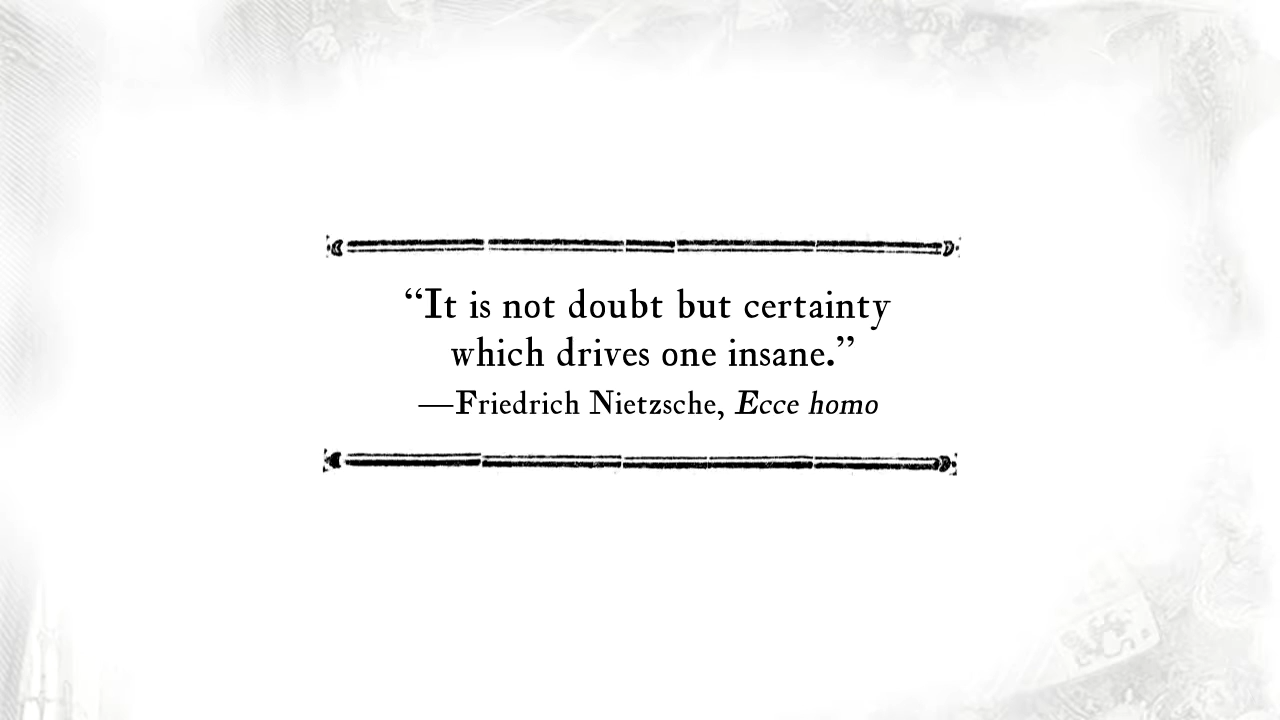 “It is not doubt but certainty
which drives one insane.”
—Friedrich Nietzsche, Ecce homo